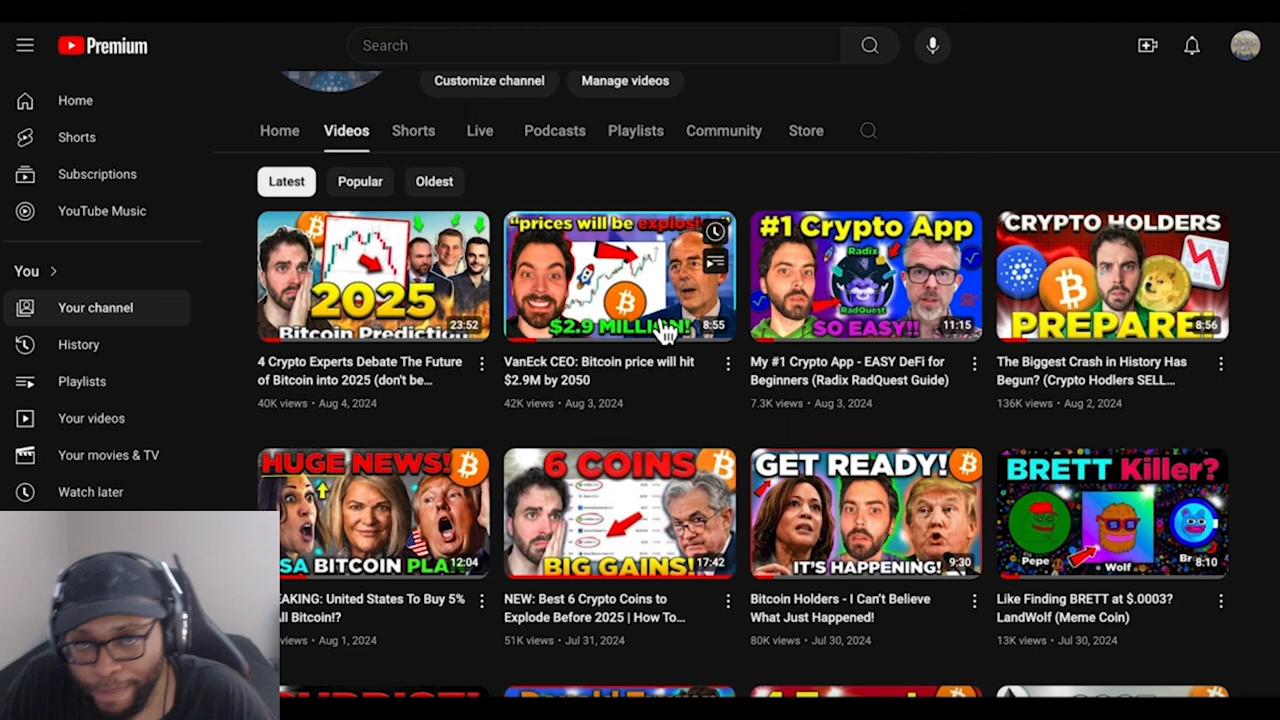 Premium
Search
Customize channel
Manage videos
Home
Shorts
Subscriptions
YouTube Music
You
Your channel
History
Playlists
Your videos
Your movies & TV
Watch later
Home Videos Shorts Live Podcasts Playlists Community Store
Latest Popular Oldest
2025
Bitcoin Prediction
23:52
4 Crypto Experts Debate The Future
of Bitcoin into 2025 (don't be...
40K views • Aug 4, 2024
"prices will be
$2.9 MILLION!
8:55
VanEck CEO: Bitcoin price will hit
$2.9M by 2050
42K views • Aug 3, 2024
#1 Crypto App
Radix
RadQuest
SO EASY!!
11:15
My #1 Crypto App - EASY DeFi for
Beginners (Radix RadQuest Guide)
7.3K views • Aug 3, 2024
CRYPTO HOLDERS
PREPARE!
8:56
The Biggest Crash in History Has
Begun? (Crypto Hodlers SELL...
136K views • Aug 2, 2024
HUGE NEWS!
SA BITCOIN PLAN
12:04
EAKING: United States To Buy 5%
ll Bitcoin!?
views • Aug 1, 2024
6 COINS
BIG GAINS!
17:42
NEW: Best 6 Crypto Coins to
Explode Before 2025 | How To...
51K views • Jul 31, 2024
GET READY!
IT'S HAPPENING!
9:30
Bitcoin Holders - I Can't Believe
What Just Happened!
80K views • Jul 30, 2024
BRETT Killer?
Pepe
Wolf
8:10
Like Finding BRETT at $.0003?
LandWolf (Meme Coin)
13K views • Jul 30, 2024